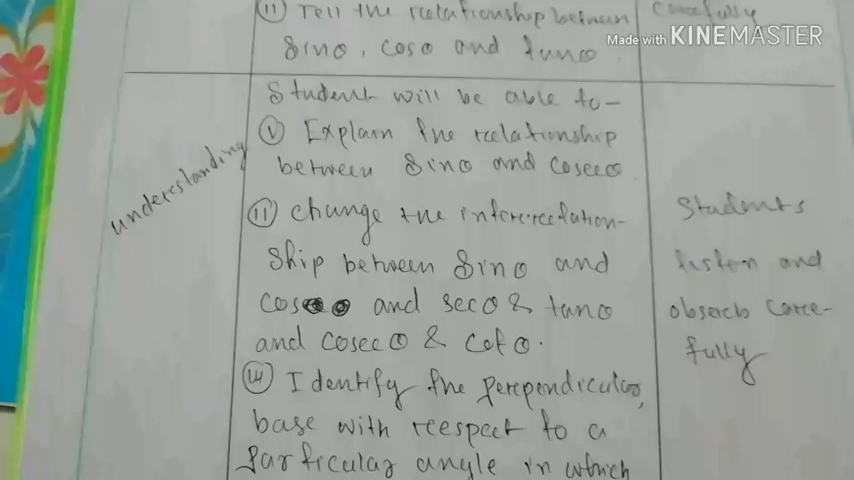 (II) Tell the relationship between
Sinθ, cosθ and tanθ
Carefully
Made with KINEMASTER
Student will be able to-
(I) Explain the relationship
between Sinθ and cosecθ
understanding
(II) Change the interrelation-
ship between Sinθ and
cosθ and secθ & tanθ
and cosecθ & cotθ.
Students
listen and
observe care-
fully
(III) Identify the perpendicular,
base with respect to a
particular angle in which